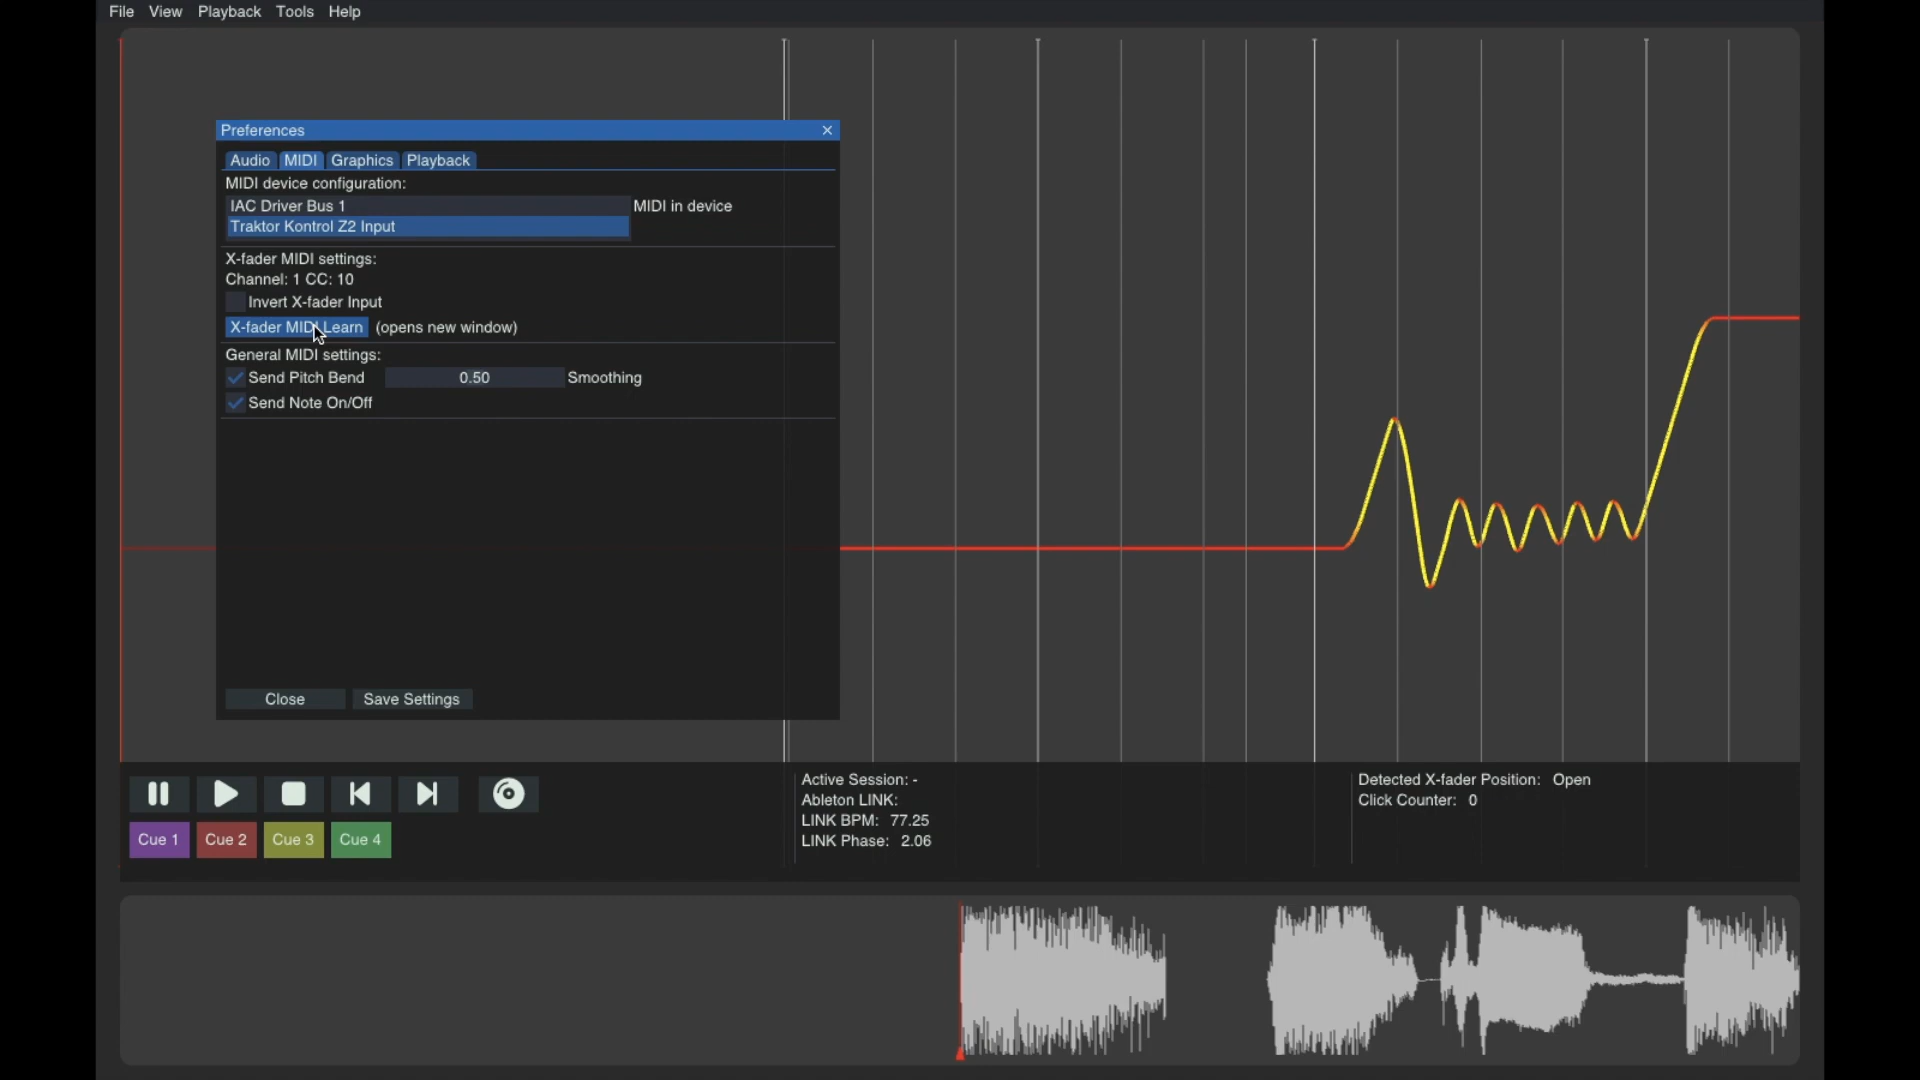 File View Playback Tools Help
Preferences
Audio MIDI Graphics Playback
MIDI device configuration:
IAC Driver Bus 1 MIDI in device
Traktor Kontrol Z2 Input
X-fader MIDI settings:
Channel: 1 CC: 10
Invert X-fader Input
X-fader MIDI Learn (opens new window)
General MIDI settings:
Send Pitch Bend 0.50 Smoothing
Send Note On/Off
Close Save Settings
Cue 1 Cue 2 Cue 3 Cue 4
Active Session: -
Ableton LINK:
LINK BPM: 77.25
LINK Phase: 2.06
Detected X-fader Position: Open
Click Counter: 0